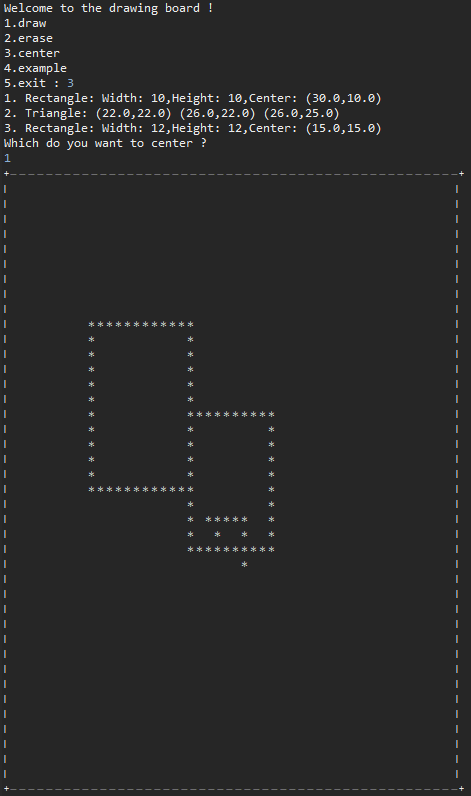 Welcome to the drawing board !
1.draw
2.erase
3.center
4.example
5.exit : 3
1. Rectangle: Width: 10,Height: 10,Center: (30.0,10.0)
2. Triangle: (22.0,22.0) (26.0,22.0) (26.0,25.0)
3. Rectangle: Width: 12,Height: 12,Center: (15.0,15.0)
Which do you want to center ?
1